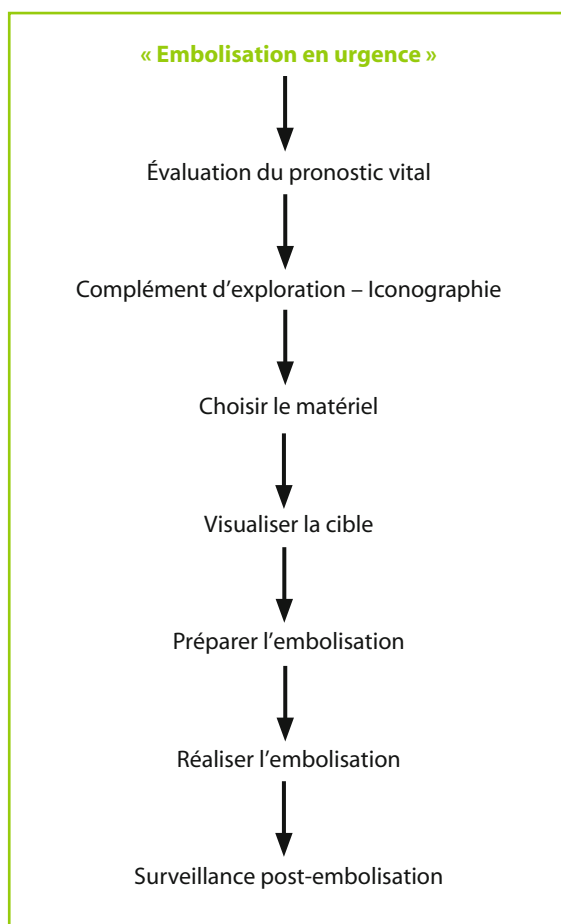 « Embolisation en urgence »
Évaluation du pronostic vital
Complément d’exploration – Iconographie
Choisir le matériel
Visualiser la cible
Préparer l’embolisation
Réaliser l’embolisation
Surveillance post-embolisation